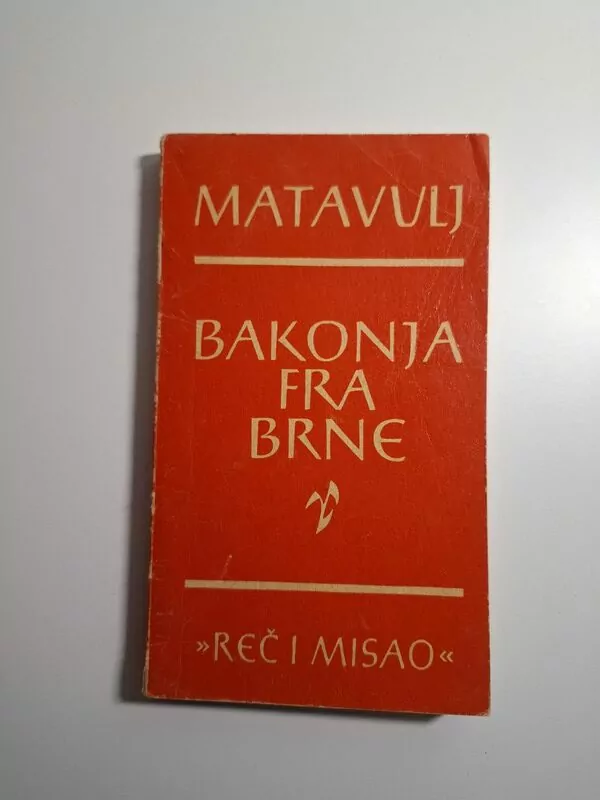 MATAVULJ
BAKONJA
FRA
BRNE
»REČ I MISAO«